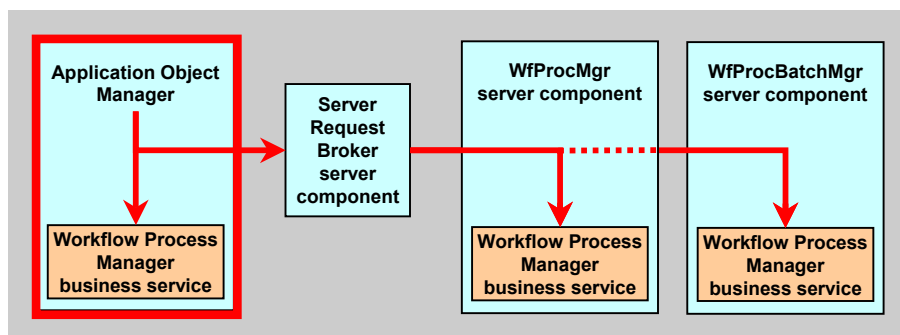 Application Object
Manager
Workflow Process
Manager
business service
Server
Request
Broker
server
component
WfProcMgr
server component
Workflow Process
Manager
business service
WfProcBatchMgr
server component
Workflow Process
Manager
business service